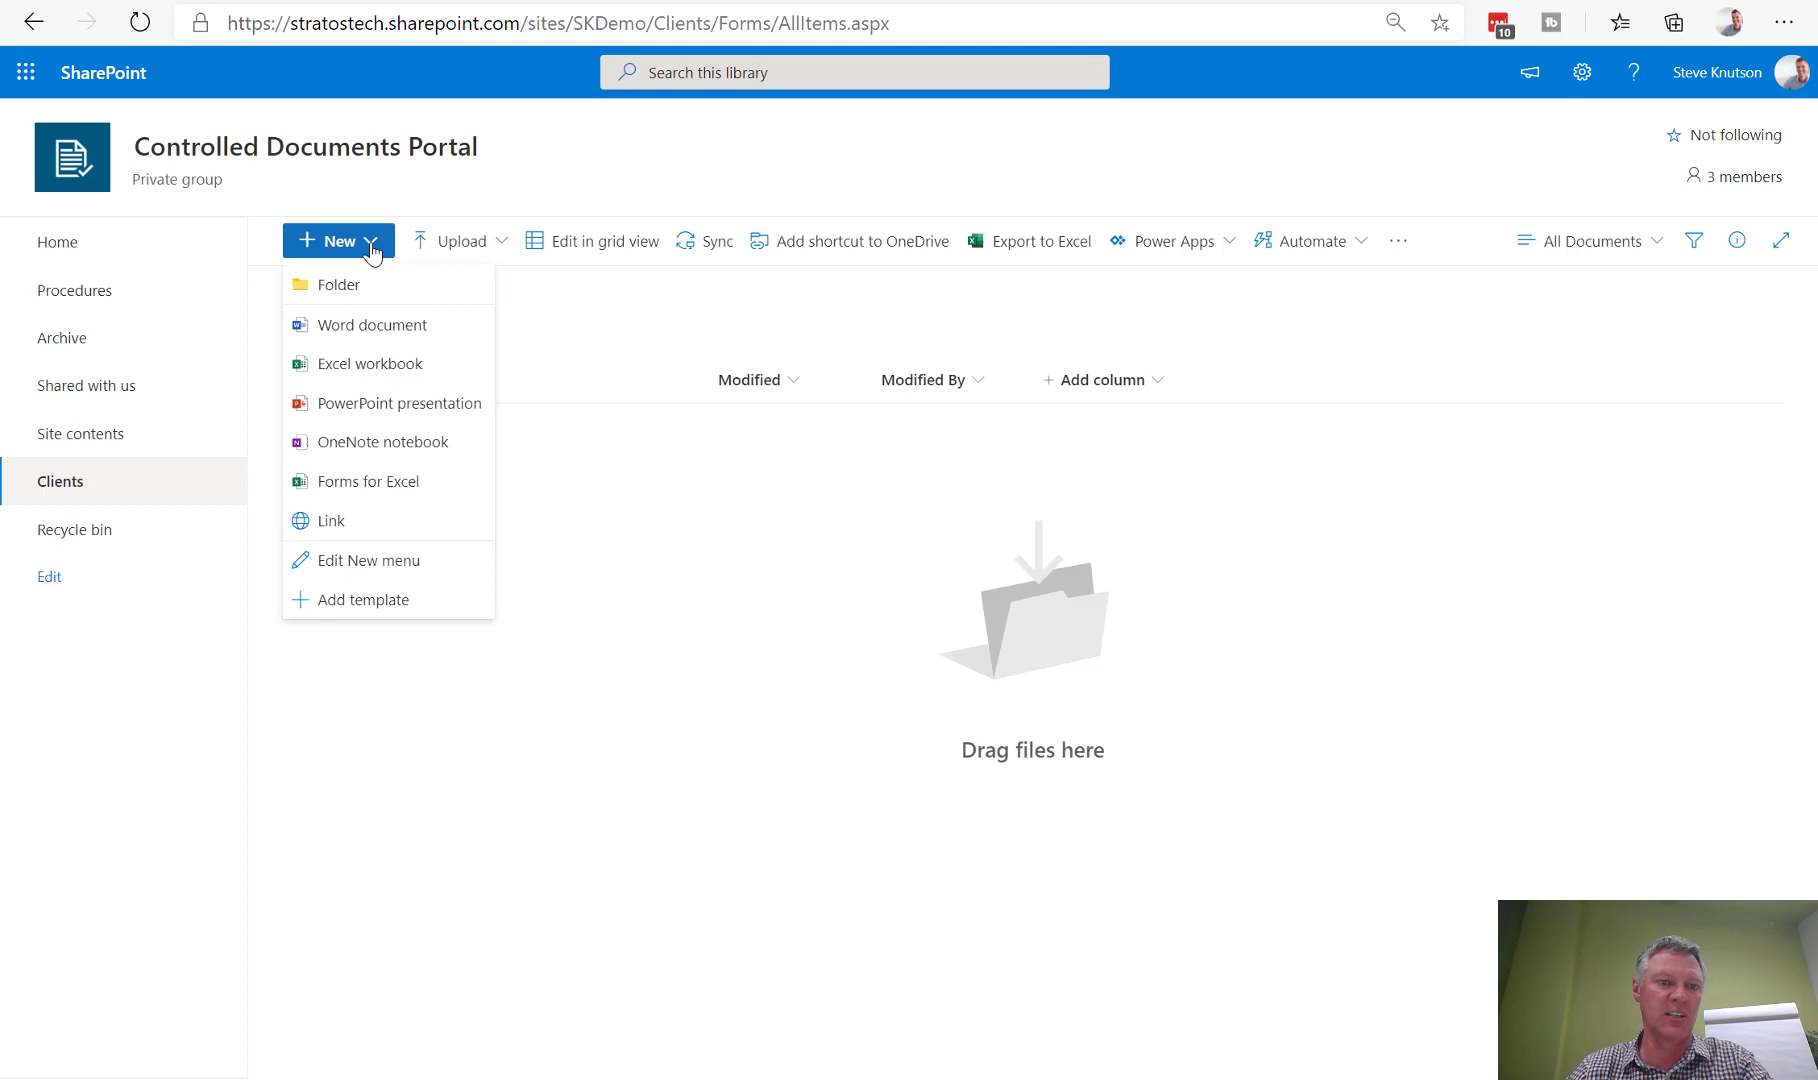 https://stratostech.sharepoint.com/sites/SKDemo/Clients/Forms/AllItems.aspx
10
tb
SharePoint
Search this library
?
Steve Knutson
Controlled Documents Portal
Private group
Not following
3 members
Home
Procedures
Archive
Shared with us
Site contents
Clients
Recycle bin
Edit
+ New
Upload
Edit in grid view
Sync
Add shortcut to OneDrive
Export to Excel
Power Apps
Automate
...
All Documents
Folder
Word document
Excel workbook
PowerPoint presentation
OneNote notebook
Forms for Excel
Link
Edit New menu
Add template
Modified
Modified By
+ Add column
Drag files here